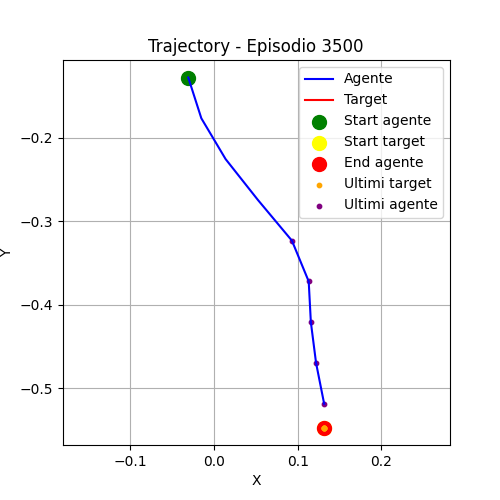 Trajectory - Episodio 3500
Agente
Target
Start agente
Start target
End agente
Ultimi target
Ultimi agente
−0.2
−0.3
−0.4
−0.5
Y
−0.1
0.0
0.1
0.2
X